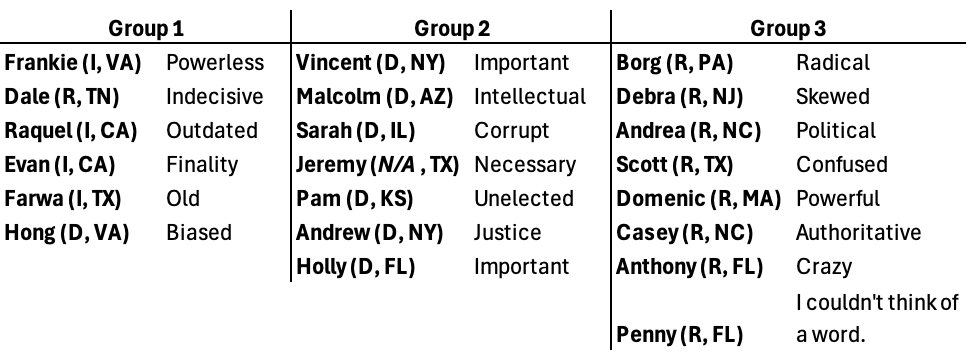 Group 1 Group 2 Group 3
Frankie (I, VA) Powerless Vincent (D, NY) Important Borg (R, PA) Radical
Dale (R, TN) Indecisive Malcolm (D, AZ) Intellectual Debra (R, NJ) Skewed
Raquel (I, CA) Outdated Sarah (D, IL) Corrupt Andrea (R, NC) Political
Evan (I, CA) Finality Jeremy (N/A , TX) Necessary Scott (R, TX) Confused
Farwa (I, TX) Old Pam (D, KS) Unelected Domenic (R, MA) Powerful
Hong (D, VA) Biased Andrew (D, NY) Justice Casey (R, NC) Authoritative
Holly (D, FL) Important Anthony (R, FL) Crazy
I couldn't think of
Penny (R, FL) a word.